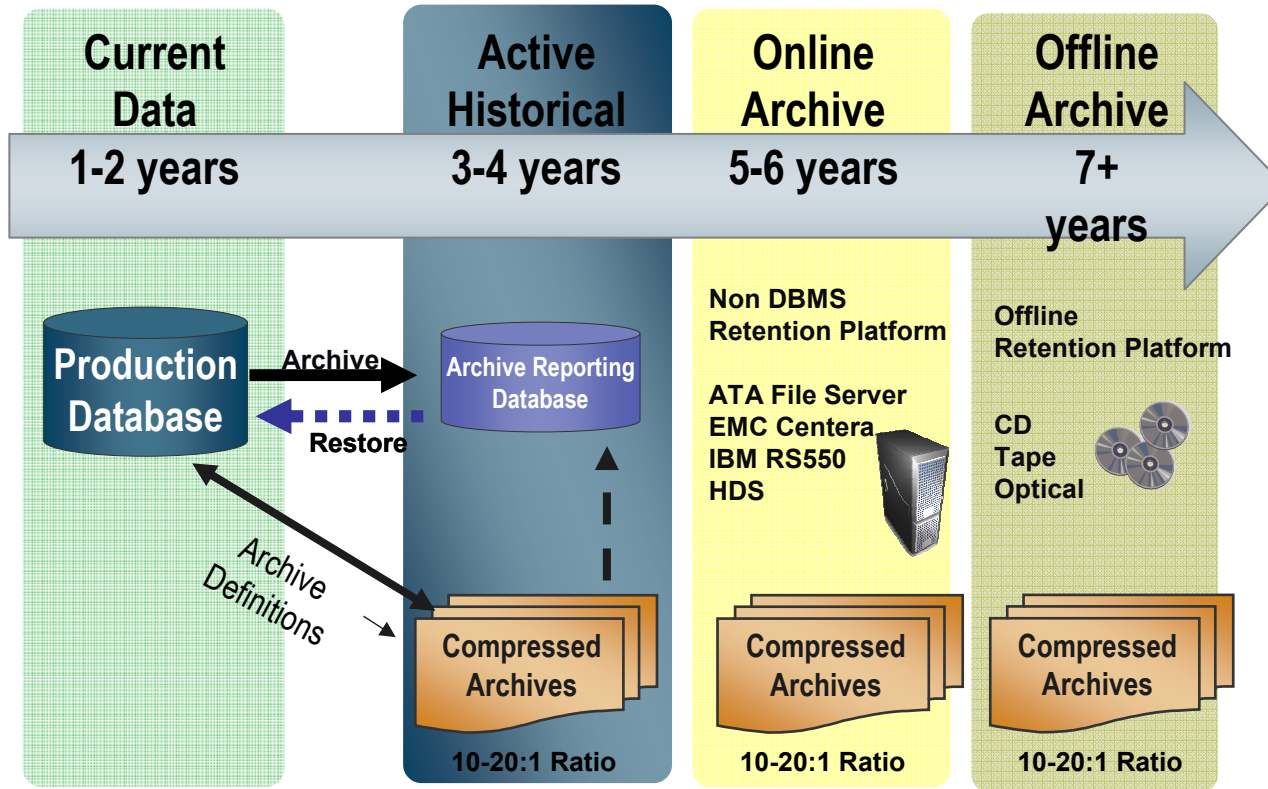 Current
Data
1-2 years
Active
Historical
3-4 years
Online
Archive
5-6 years
Offline
Archive
7+
years
Production
Database
Archive
Restore
Archive Reporting
Database
Archive
Definitions
Compressed
Archives
10-20:1 Ratio
Non DBMS
Retention Platform
ATA File Server
EMC Centera
IBM RS550
HDS
Compressed
Archives
10-20:1 Ratio
Offline
Retention Platform
CD
Tape
Optical
Compressed
Archives
10-20:1 Ratio